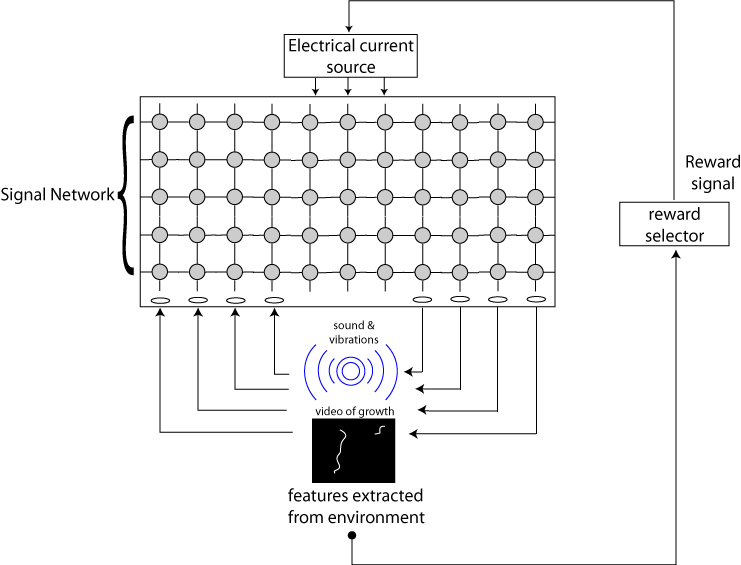 Electrical current
source
Signal Network
Reward
signal
reward
selector
sound &
vibrations
video of growth
features extracted
from environment